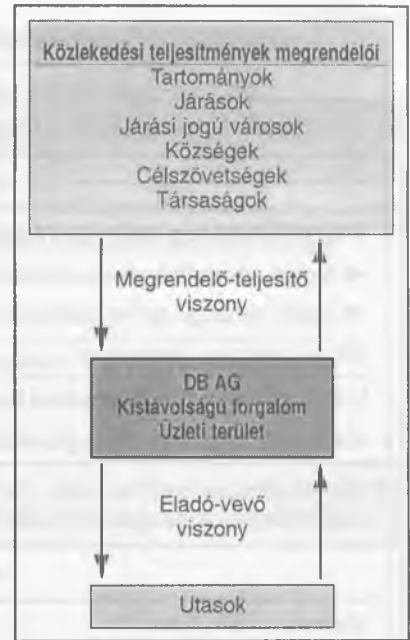 Közlekedési teljesítmények megrendelői
Tartományok
Járások
Járási jogú városok
Községek
Célszövetségek
Társaságok
Megrendelő-teljesítő
viszony
DB AG
Kistávolságú forgalom
Üzleti terület
Eladó-vevő
viszony
Utasok